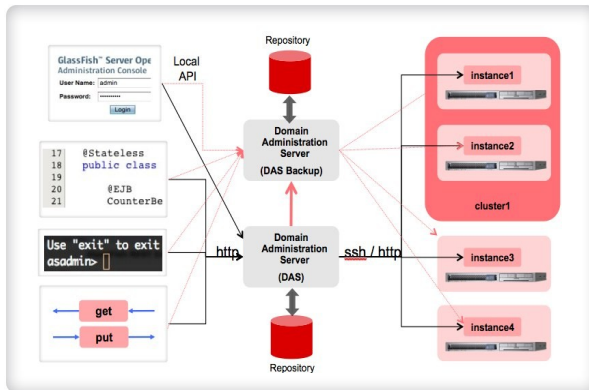 Repository
GlassFish™ Server Ope
Administration Console
User Name: admin
Password: ••••••••••
Login
Local
API
Domain
Administration
Server
(DAS Backup)
instance1
instance2
cluster1
17 @Stateless
18 public class
19
20 @EJB
21 CounterBe
Use "exit" to exit
asadmin>
http
Domain
Administration
Server
(DAS)
ssh / http
instance3
get
put
instance4
Repository